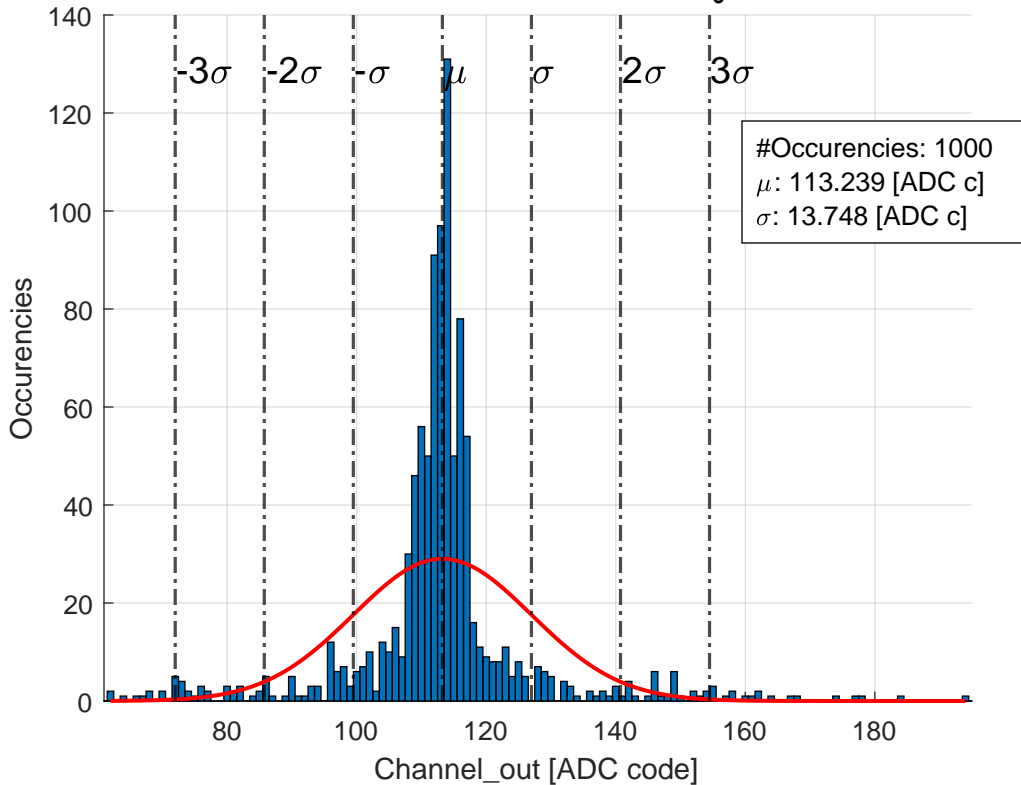 140
120
100
80
60
40
20
0
Occurencies
-3σ -2σ -σ μ σ 2σ 3σ
#Occurencies: 1000
μ: 113.239 [ADC c]
σ: 13.748 [ADC c]
80 100 120 140 160 180
Channel_out [ADC code]